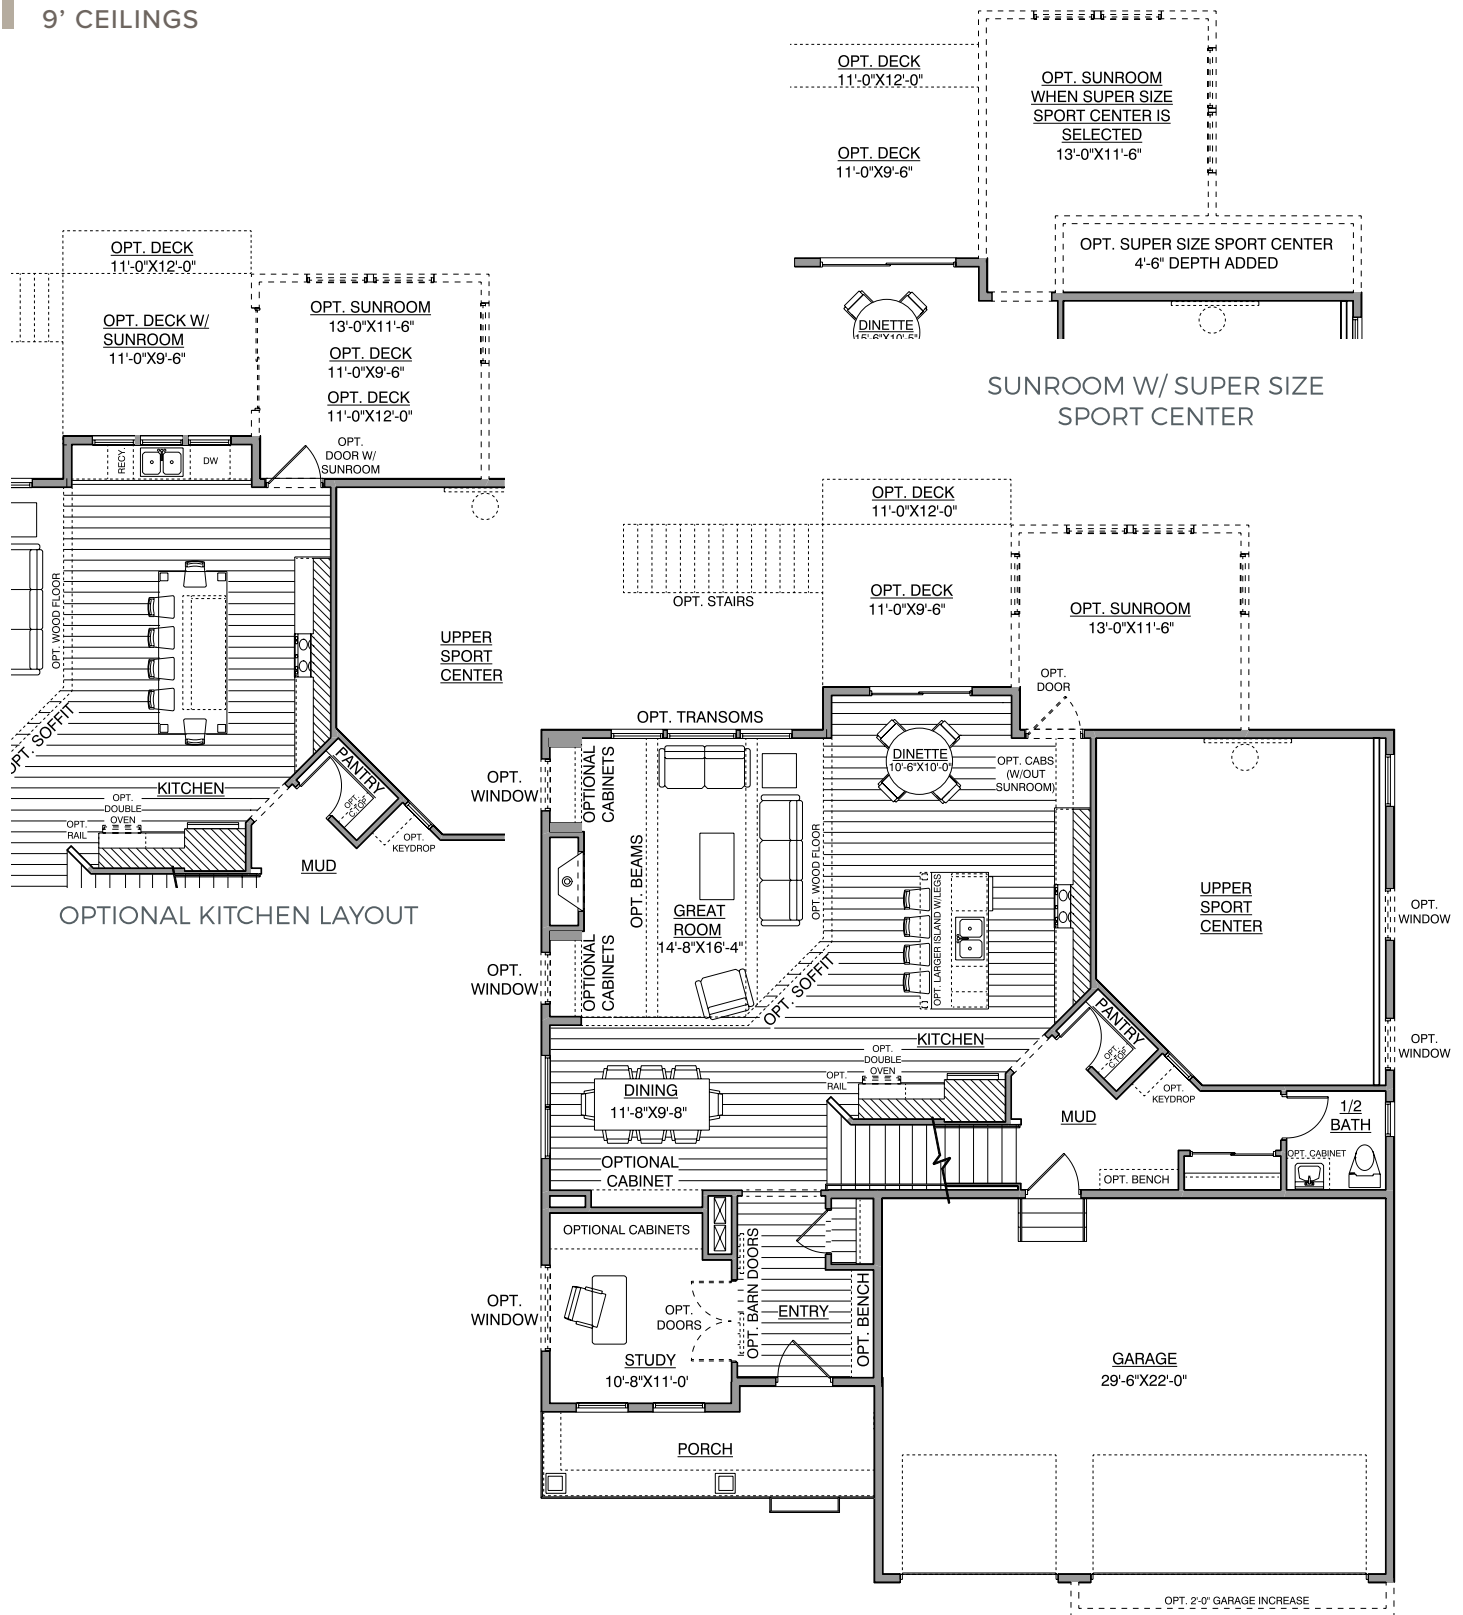 9' CEILINGS
OPT. DECK
11'-0"X12'-0"
OPT. DECK
11'-0"X9'-6"
OPT. SUNROOM
WHEN SUPER SIZE
SPORT CENTER IS
SELECTED
13'-0"X11'-6"
OPT. SUPER SIZE SPORT CENTER
4'-6" DEPTH ADDED
DINETTE
15'-6"X10'-5"
SUNROOM W/ SUPER SIZE
SPORT CENTER
OPT. DECK
11'-0"X12'-0"
OPT. DECK W/
SUNROOM
11'-0"X9'-6"
OPT. SUNROOM
13'-0"X11'-6"
OPT. DECK
11'-0"X9'-6"
OPT. DECK
11'-0"X12'-0"
OPT.
DOOR W/
SUNROOM
RECY.
DW
OPT. WOOD FLOOR
UPPER
SPORT
CENTER
OPT. SOFFIT
PANTRY
OPT.
C.TOP
KITCHEN
OPT.
DOUBLE
OVEN
OPT.
RAIL
OPT.
KEYDROP
MUD
OPTIONAL KITCHEN LAYOUT
OPT. DECK
11'-0"X12'-0"
OPT. STAIRS
OPT. DECK
11'-0"X9'-6"
OPT. SUNROOM
13'-0"X11'-6"
OPT.
DOOR
OPT. TRANSOMS
OPT.
WINDOW
OPTIONAL
CABINETS
DINETTE
10'-6"X10'-0"
OPT. CABS
(W/OUT
SUNROOM)
OPT. BEAMS
OPT. WOOD FLOOR
GREAT
ROOM
14'-8"X16'-4"
OPT. LARGER ISLAND W/LEGS
UPPER
SPORT
CENTER
OPT.
WINDOW
OPT.
WINDOW
OPTIONAL
CABINETS
OPT. SOFFIT
PANTRY
OPT.
C.TOP
KITCHEN
OPT.
DOUBLE
OVEN
OPT.
RAIL
OPT.
WINDOW
DINING
11'-8"X9'-8"
OPT.
KEYDROP
MUD
1/2
BATH
OPT. CABINET
OPT. BENCH
OPTIONAL
CABINET
OPTIONAL CABINETS
OPT. BARN DOORS
OPT.
WINDOW
OPT.
DOORS
ENTRY
OPT. BENCH
STUDY
10'-8"X11'-0'
GARAGE
29'-6"X22'-0"
PORCH
OPT. 2'-0" GARAGE INCREASE